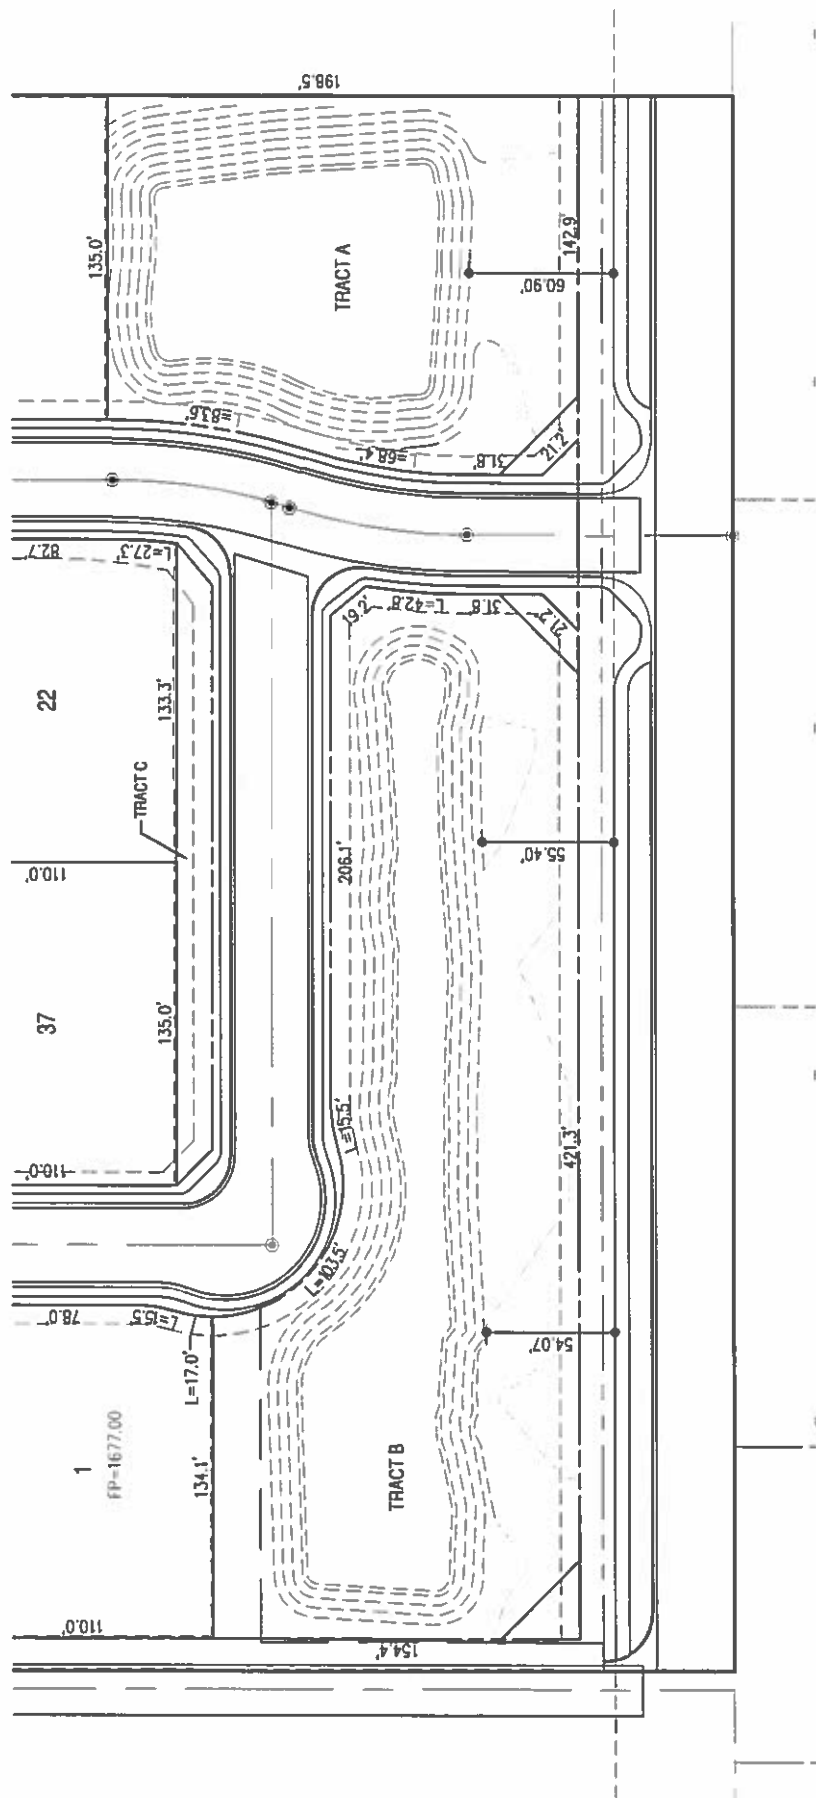 198.5'
135.0'
TRACT A
142.9'
60.90'
L=83.6'
L=68.4'
31.8'
21.2'
82.7'
L=27.3'
19.2'
L=42.8'
31.8'
21.2'
22
133.3'
TRACT C
110.0'
206.1'
55.40'
37
135.0'
L=15.5'
421.3'
110.0'
L=103.5'
78.0'
L=15.5'
L=17.0'
54.07'
1
FP=1677.00
134.1'
TRACT B
110.0'
154.4'